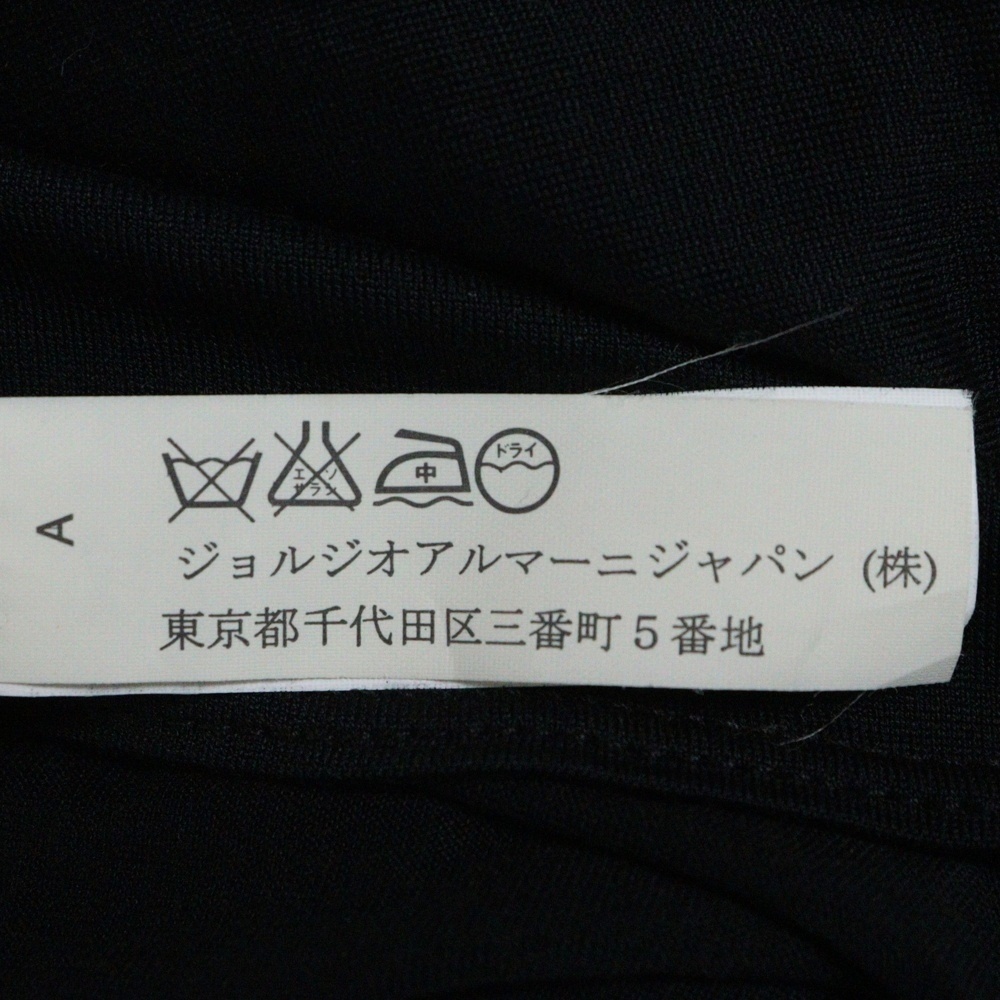 A
エンソ
サラシ
中
ドライ
ジョルジオアルマーニジャパン (株)
東京都千代田区三番町5番地